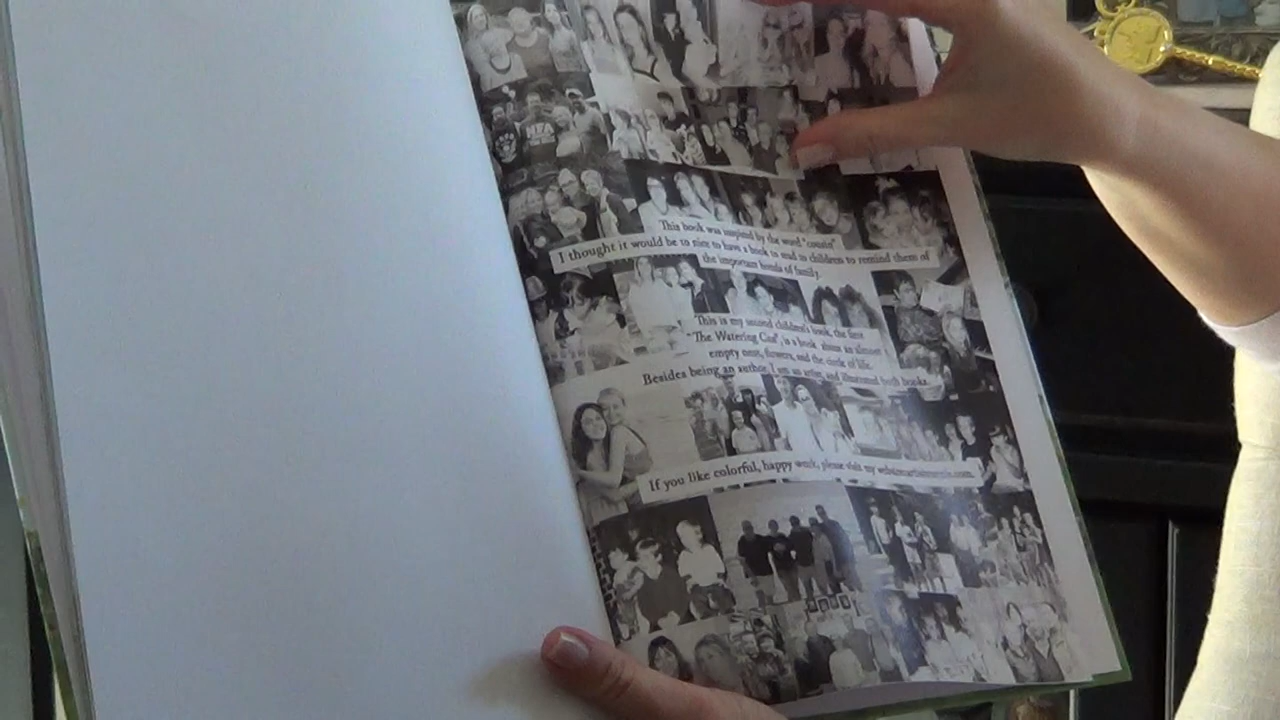 This book was inspired by the word "cousin"
I thought it would be to nice to have a book to read to children to remind them of
the important bonds of family.
This is my second children's book, the first
"The Watering Can", is a book about an almost
empty nest, flowers, and the circle of life.
Besides being an author, I am an artist, and illustrated both books.
If you like colorful, happy work, please visit my website: